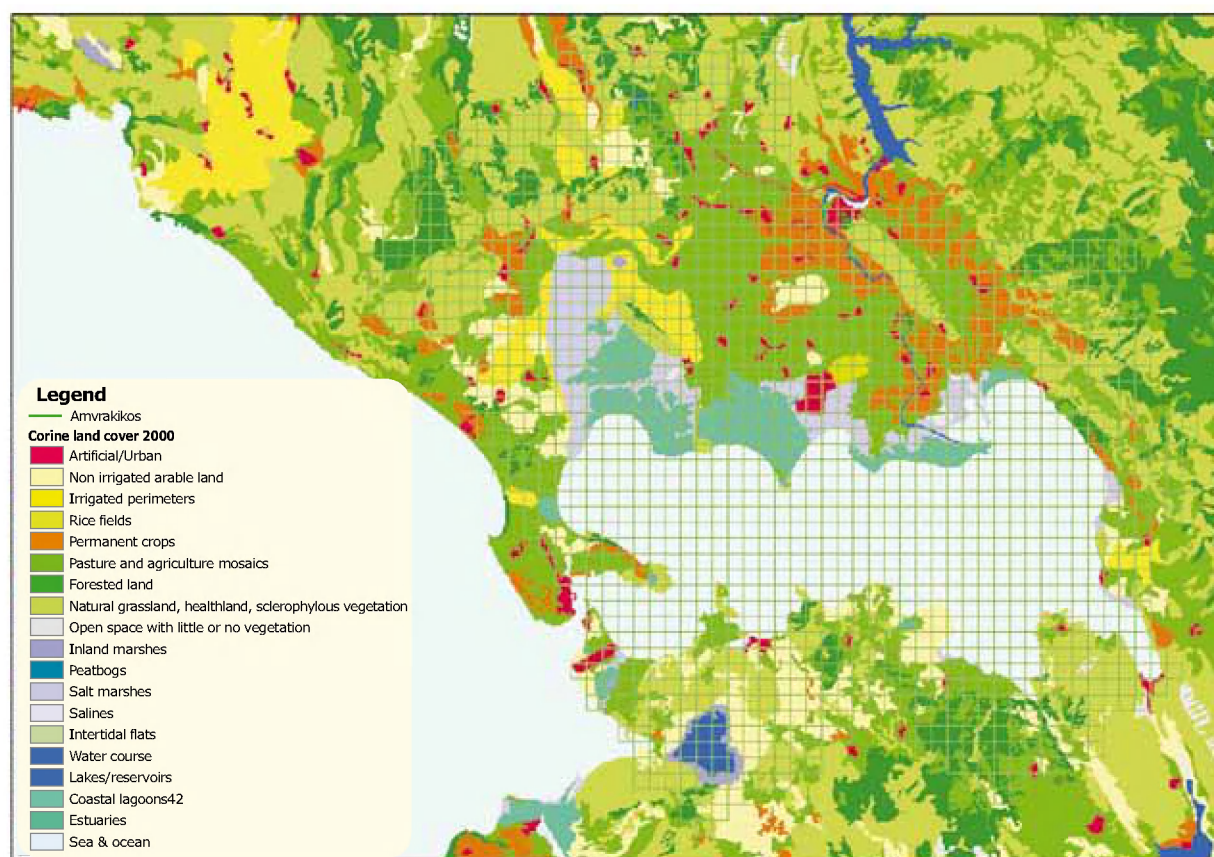 Legend
Amvrakikos
Corine land cover 2000
Artificial/Urban
Non irrigated arable land
Irrigated perimeters
Rice fields
Permanent crops
Pasture and agriculture mosaics
Forested land
Natural grassland, healthland, sclerophylous vegetation
Open space with little or no vegetation
Inland marshes
Peatbogs
Salt marshes
Salines
Intertidal flats
Water course
Lakes/reservoirs
Coastal lagoons42
Estuaries
Sea & ocean